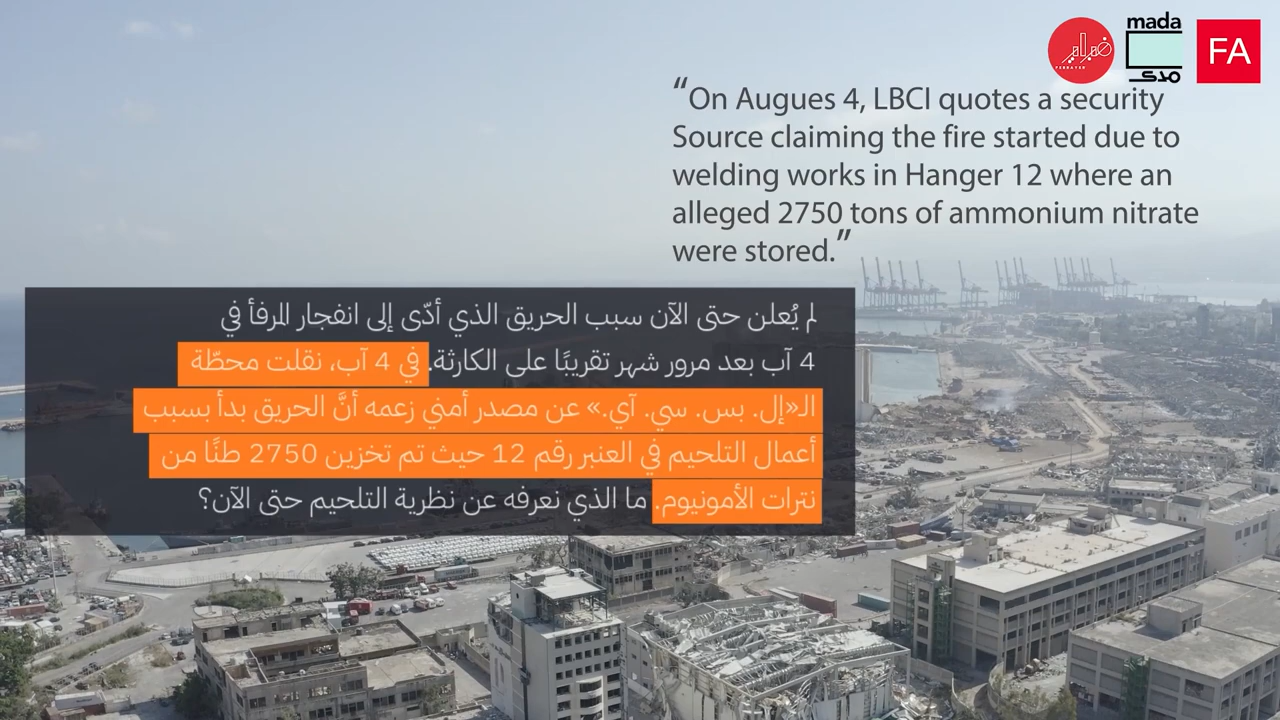 ضراير
FERRAYER
mada
مدى
FA
“On Augues 4, LBCI quotes a security
Source claiming the fire started due to
welding works in Hanger 12 where an
alleged 2750 tons of ammonium nitrate
were stored.”
لم يُعلن حتى الآن سبب الحريق الذي أدّى إلى انفجار المرفأ في
4 آب بعد مرور شهر تقريبًا على الكارثة. في 4 آب، نقلت محطّة
الـ«إل. بس. سي. آي.» عن مصدر أمني زعمه أنَّ الحريق بدأ بسبب
أعمال التلحيم في العنبر رقم 12 حيث تم تخزين 2750 طنًا من
نترات الأمونيوم. ما الذي نعرفه عن نظرية التلحيم حتى الآن؟